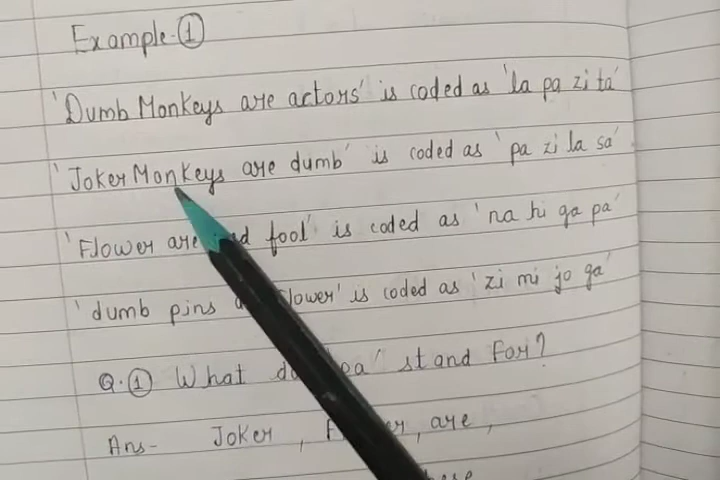 Example-①
'Dumb Monkeys are actors' is coded as 'la pa zi ta'
'Joker Monkeys are dumb' is coded as 'pa zi la sa'
'Flower are fool' is coded as 'na hi ga pa'
'dumb pins flower' is coded as 'zi mi jo ga'
Q.① What stand for?
Ans- Joker, are,